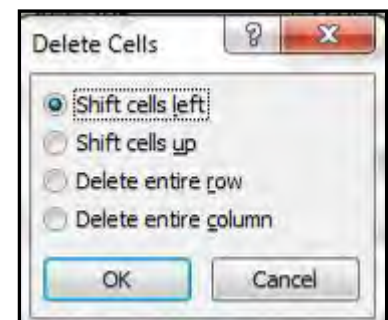 Delete Cells
Shift cells left
Shift cells up
Delete entire row
Delete entire column
OK Cancel